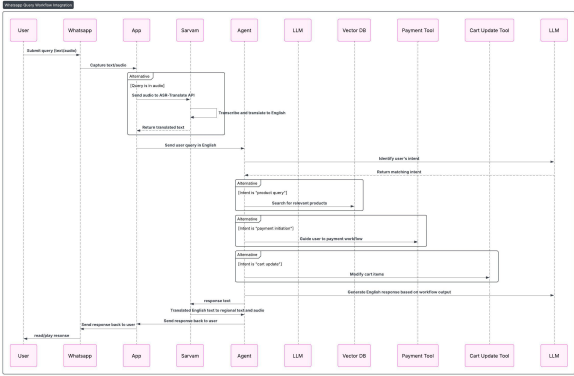 Whatsapp Query Workflow Integration
User
Whatsapp
App
Sarvam
Agent
LLM
Vector DB
Payment Tool
Cart Update Tool
LLM
Submit query (text/audio)
Capture text/audio
Alternative
[Query is in audio]
Send audio to ASR-Translate API
Transcribe and translate to English
Return translated text
Send user query in English
Identify user's intent
Return matching intent
Alternative
[Intent is "product query"]
Search for relevant products
Alternative
[Intent is "payment initiation"]
Guide user to payment workflow
Alternative
[Intent is "cart update"]
Modify cart items
Generate English response based on workflow output
response text
Translated English text to regional text and audio
Send response back to user
Send response back to user
read/play resonse
User
Whatsapp
App
Sarvam
Agent
LLM
Vector DB
Payment Tool
Cart Update Tool
LLM